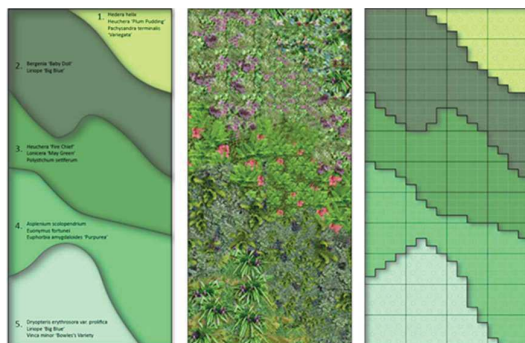 1. Hedera helix
Heuchera 'Plum Pudding'
Pachysandra terminalis
'Variegata'
2. Bergenia 'Baby Doll'
Liriope 'Big Blue'
3. Heuchera 'Fire Chief'
'May Green'
Polystichum setiferum
4. Asplenium scolopendrium
Euonymus fortunei
Euphorbia amygdaloides 'Purpurea'
5. Dryopteris erythrosora var. prolifica
Liriope 'Big Blue'
Vinca minor 'Bowles's Variety